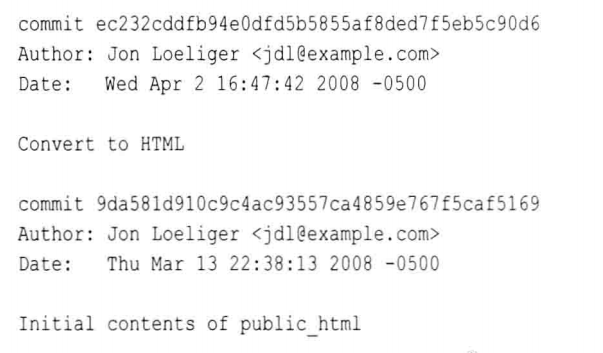 commit ec232cddfb94e0dfd5b5855af8ded7f5eb5c90d6
Author: Jon Loeliger <jdl@example.com>
Date: Wed Apr 2 16:47:42 2008 -0500
Convert to HTML
commit 9da581d910c9c4ac93557ca4859e767f5caf5169
Author: Jon Loeliger <jdl@example.com>
Date: Thu Mar 13 22:38:13 2008 -0500
Initial contents of public_html